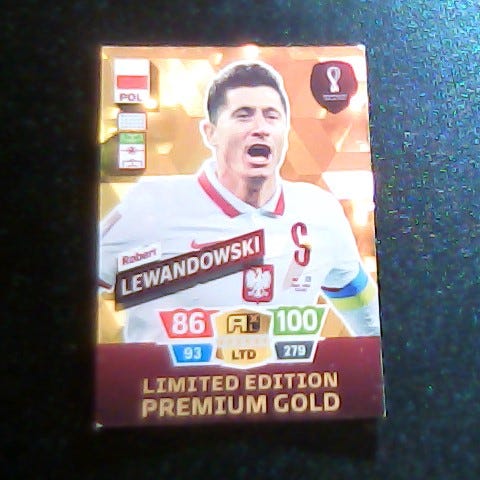 POL
Robert
LEWANDOWSKI
86
100
93
LTD
279
LIMITED EDITION
PREMIUM GOLD